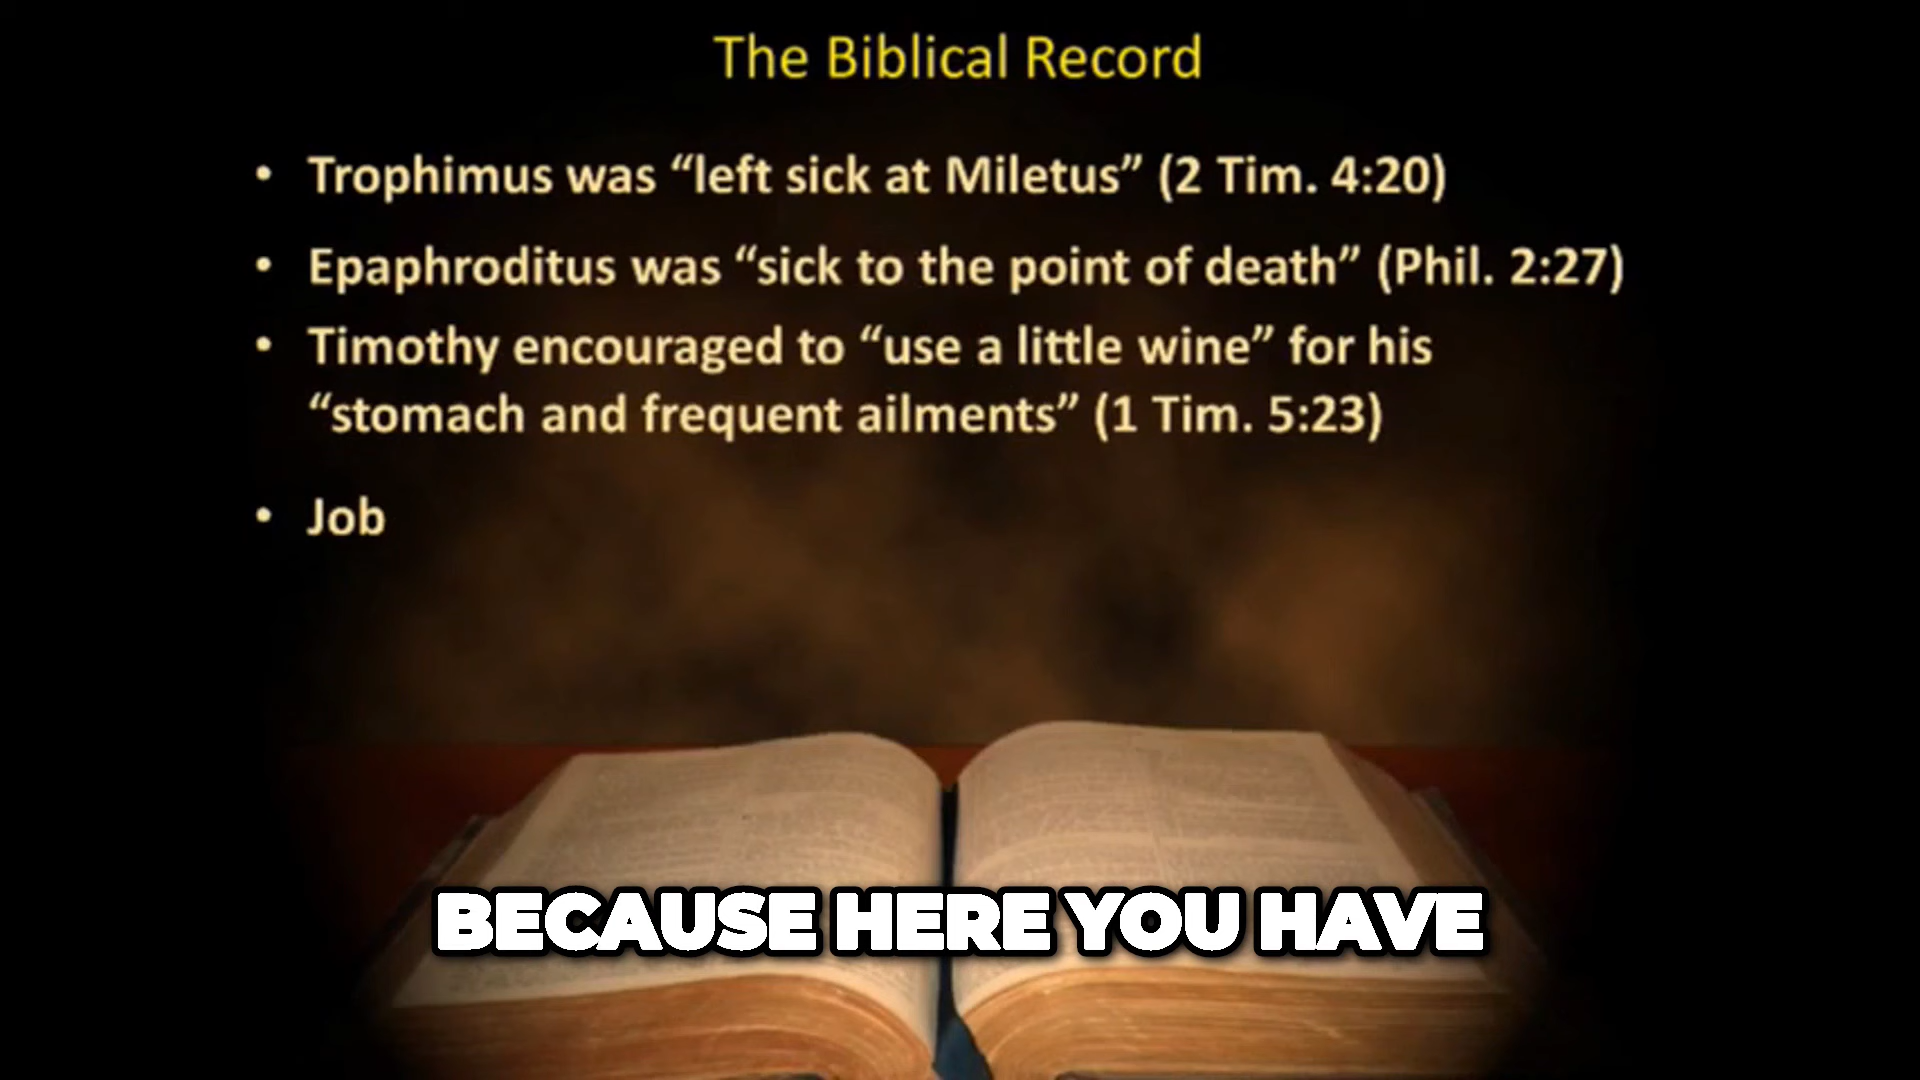 The Biblical Record
• Trophimus was “left sick at Miletus” (2 Tim. 4:20)
• Epaphroditus was “sick to the point of death” (Phil. 2:27)
• Timothy encouraged to “use a little wine” for his
“stomach and frequent ailments” (1 Tim. 5:23)
• Job
BECAUSE HERE YOU HAVE